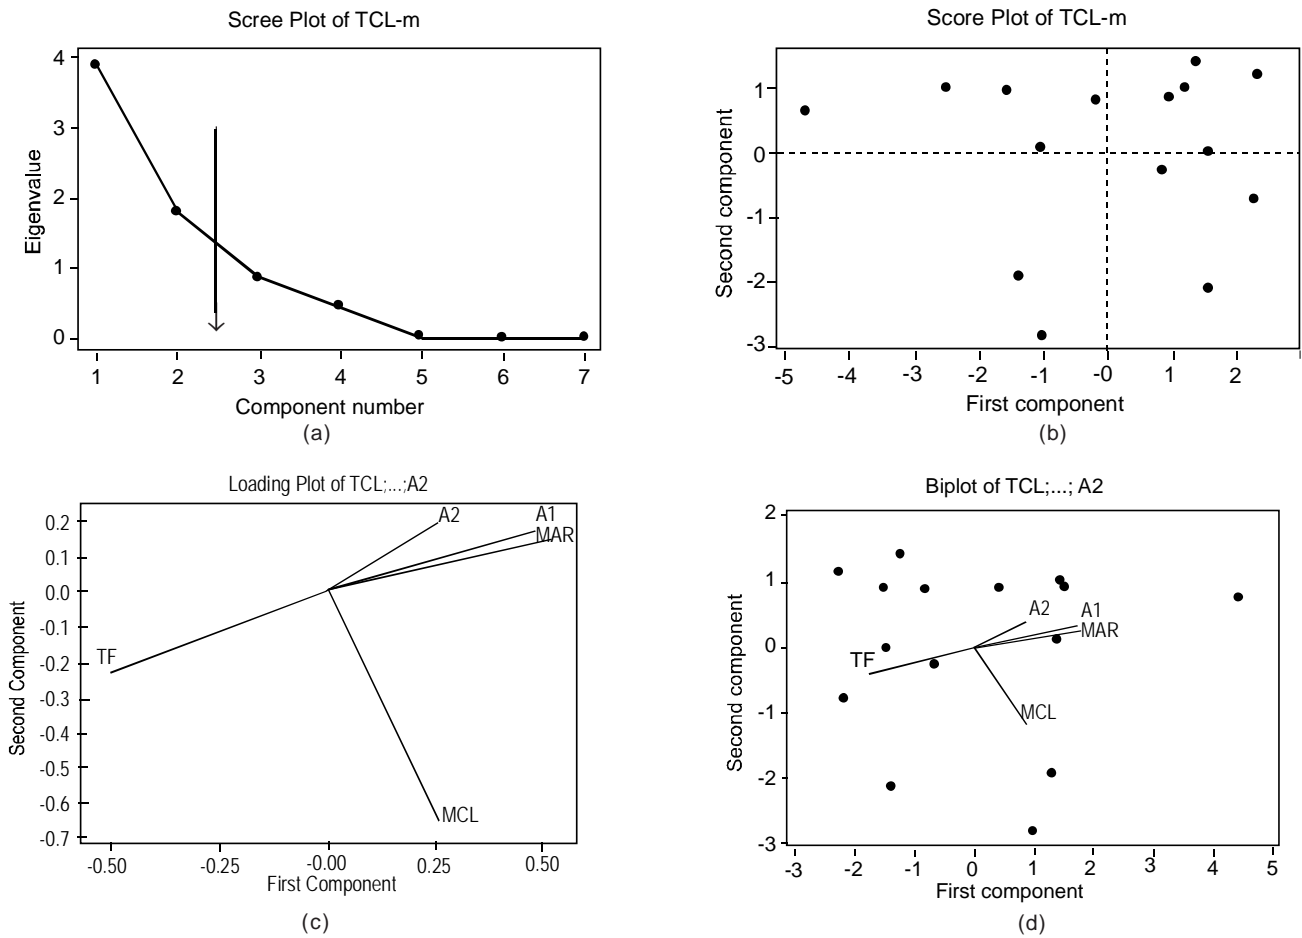 Scree Plot of TCL-m
4
3
2
1
0
Eigenvalue
1 2 3 4 5 6 7
Component number
(a)
Score Plot of TCL-m
1
0
-1
-2
-3
Second component
-5 -4 -3 -2 -1 -0 1 2
First component
(b)
Loading Plot of TCL;...;A2
0.2
0.1
0.0
-0.1
-0.2
-0.3
-0.4
-0.5
-0.6
-0.7
Second Component
A2
A1
MAR
TF
MCL
-0.50 -0.25 -0.00 0.25 0.50
First Component
(c)
Biplot of TCL;...; A2
2
1
0
-1
-2
-3
Second component
A2
A1
MAR
TF
MCL
-3 -2 -1 0 1 2 3 4 5
First component
(d)